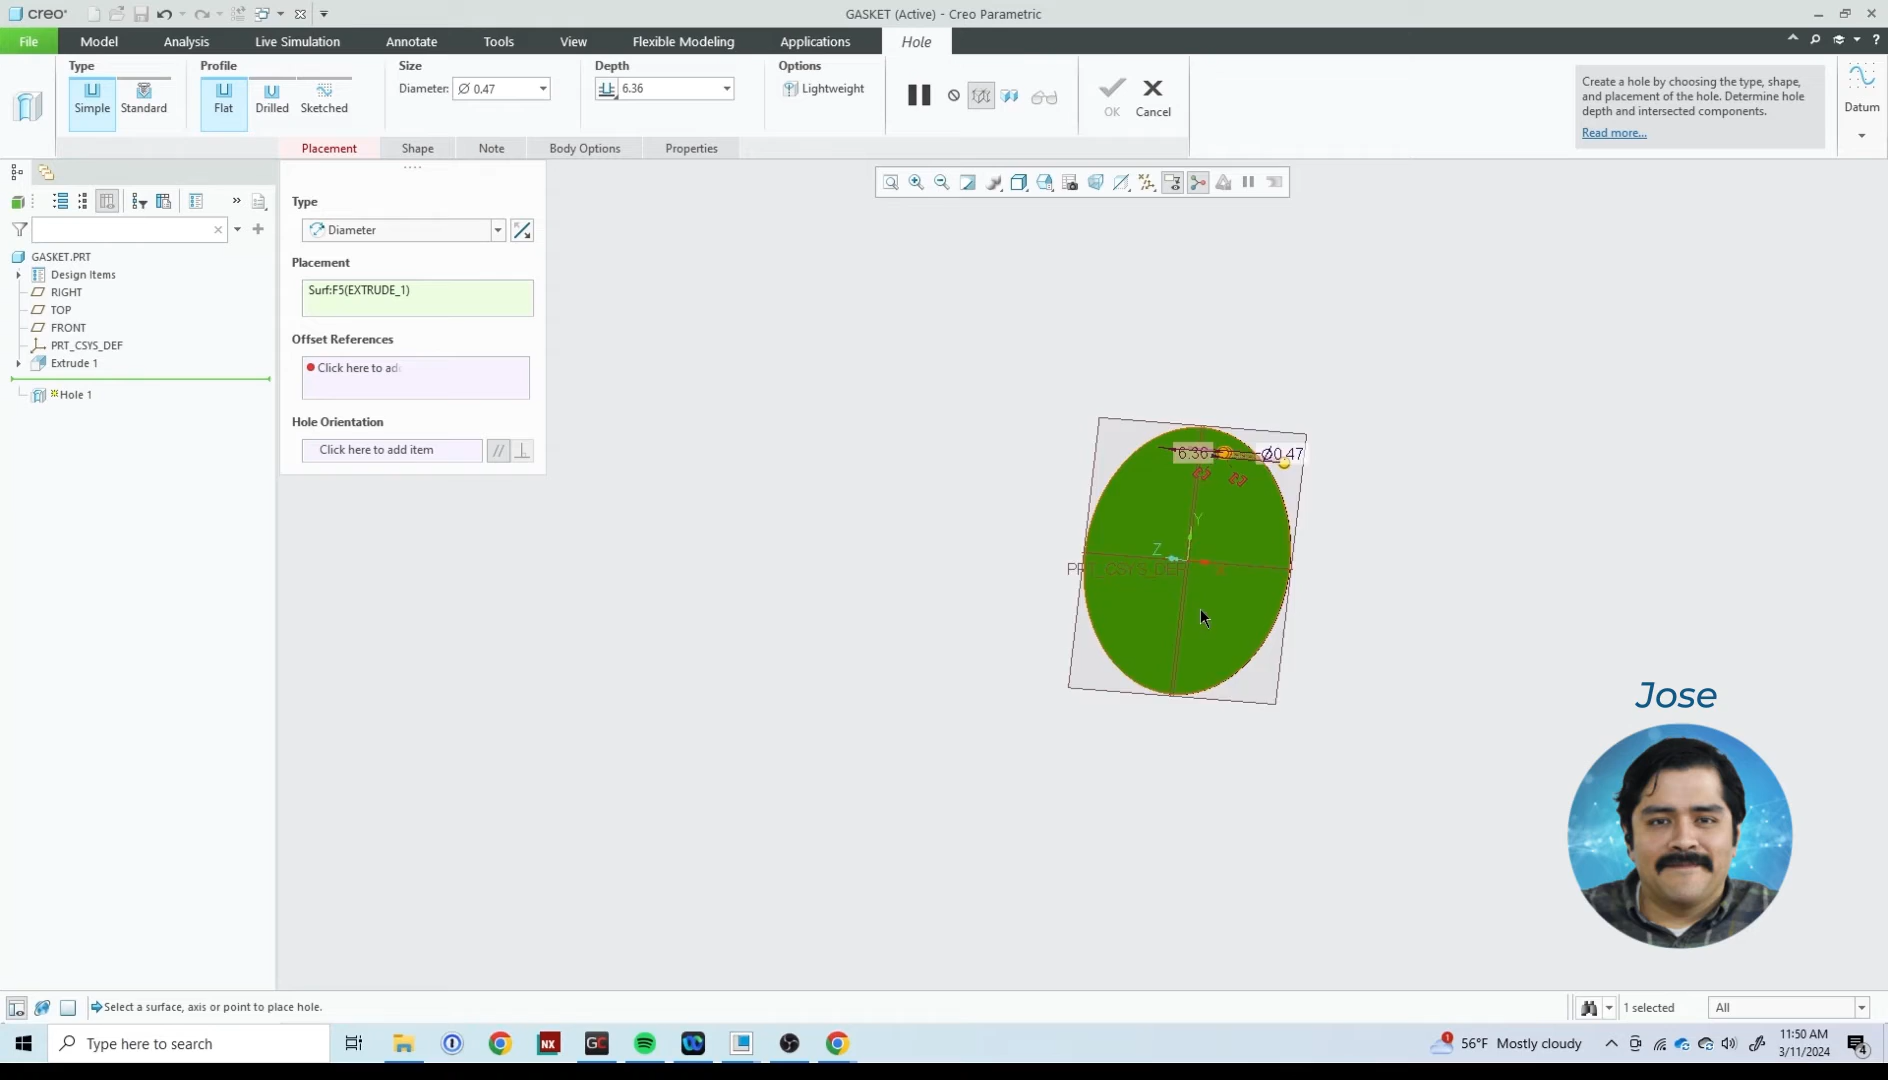 creo
GASKET (Active) - Creo Parametric
File
Model
Analysis
Live Simulation
Annotate
Tools
View
Flexible Modeling
Applications
Hole
Type
Profile
Size
Depth
Options
Simple
Standard
Flat
Drilled
Sketched
Diameter:
Ø 0.47
6.36
Lightweight
OK
Cancel
Create a hole by choosing the type, shape,
and placement of the hole. Determine hole
depth and intersected components.
Read more...
Datum
Placement
Shape
Note
Body Options
Properties
Type
Diameter
Placement
Surf:F5(EXTRUDE_1)
Offset References
Click here to add
Hole Orientation
Click here to add item
GASKET.PRT
Design Items
RIGHT
TOP
FRONT
PRT_CSYS_DEF
Extrude 1
Hole 1
6.36
Ø0.47
Y
Z
X
PRT_CSYS_DEF
Jose
Select a surface, axis or point to place hole.
1 selected
All
Type here to search
NX
GC
1
56°F Mostly cloudy
11:50 AM
3/11/2024
4